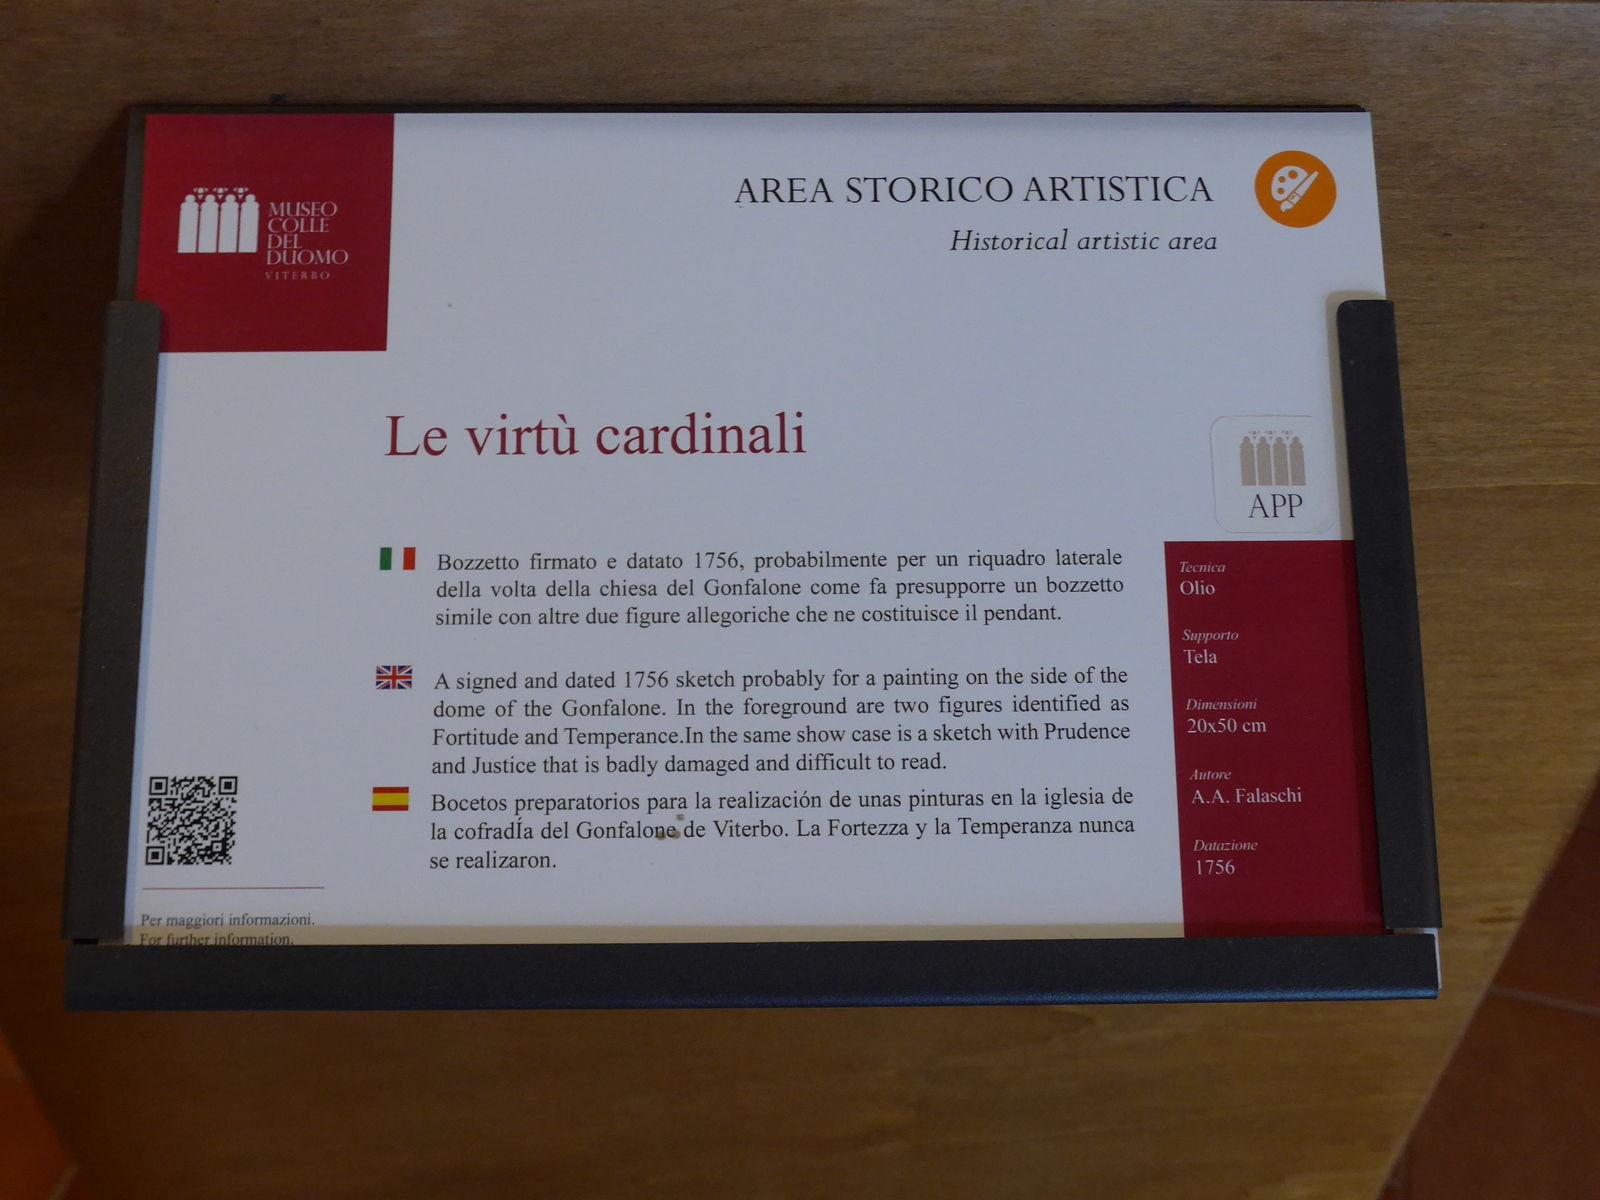 MUSEO
COLLE
DEL
DUOMO
VITERBO
AREA STORICO ARTISTICA
Historical artistic area
Le virtù cardinali
APP
Bozzetto firmato e datato 1756, probabilmente per un riquadro laterale
della volta della chiesa del Gonfalone come fa presupporre un bozzetto
simile con altre due figure allegoriche che ne costituisce il pendant.
A signed and dated 1756 sketch probably for a painting on the side of the
dome of the Gonfalone. In the foreground are two figures identified as
Fortitude and Temperance.In the same show case is a sketch with Prudence
and Justice that is badly damaged and difficult to read.
Bocetos preparatorios para la realización de unas pinturas en la iglesia de
la cofradÍa del Gonfalone de Viterbo. La Fortezza y la Temperanza nunca
se realizaron.
Tecnica
Olio
Supporto
Tela
Dimensioni
20x50 cm
Autore
A.A. Falaschi
Datazione
1756
Per maggiori informazioni.
For further information.